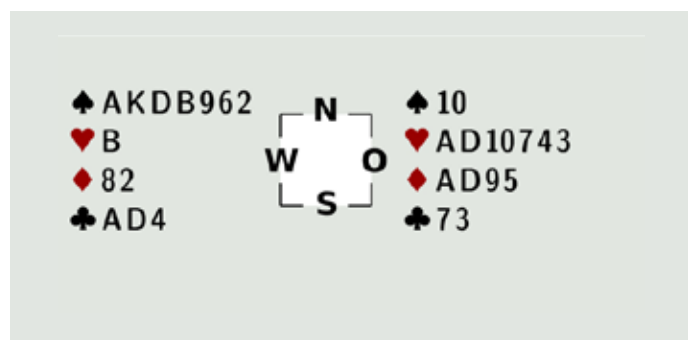 ♠ AKDB962
♥ B
♦ 82
♣ AD4
N
W O
S
♠ 10
♥ AD10743
♦ AD95
♣ 73